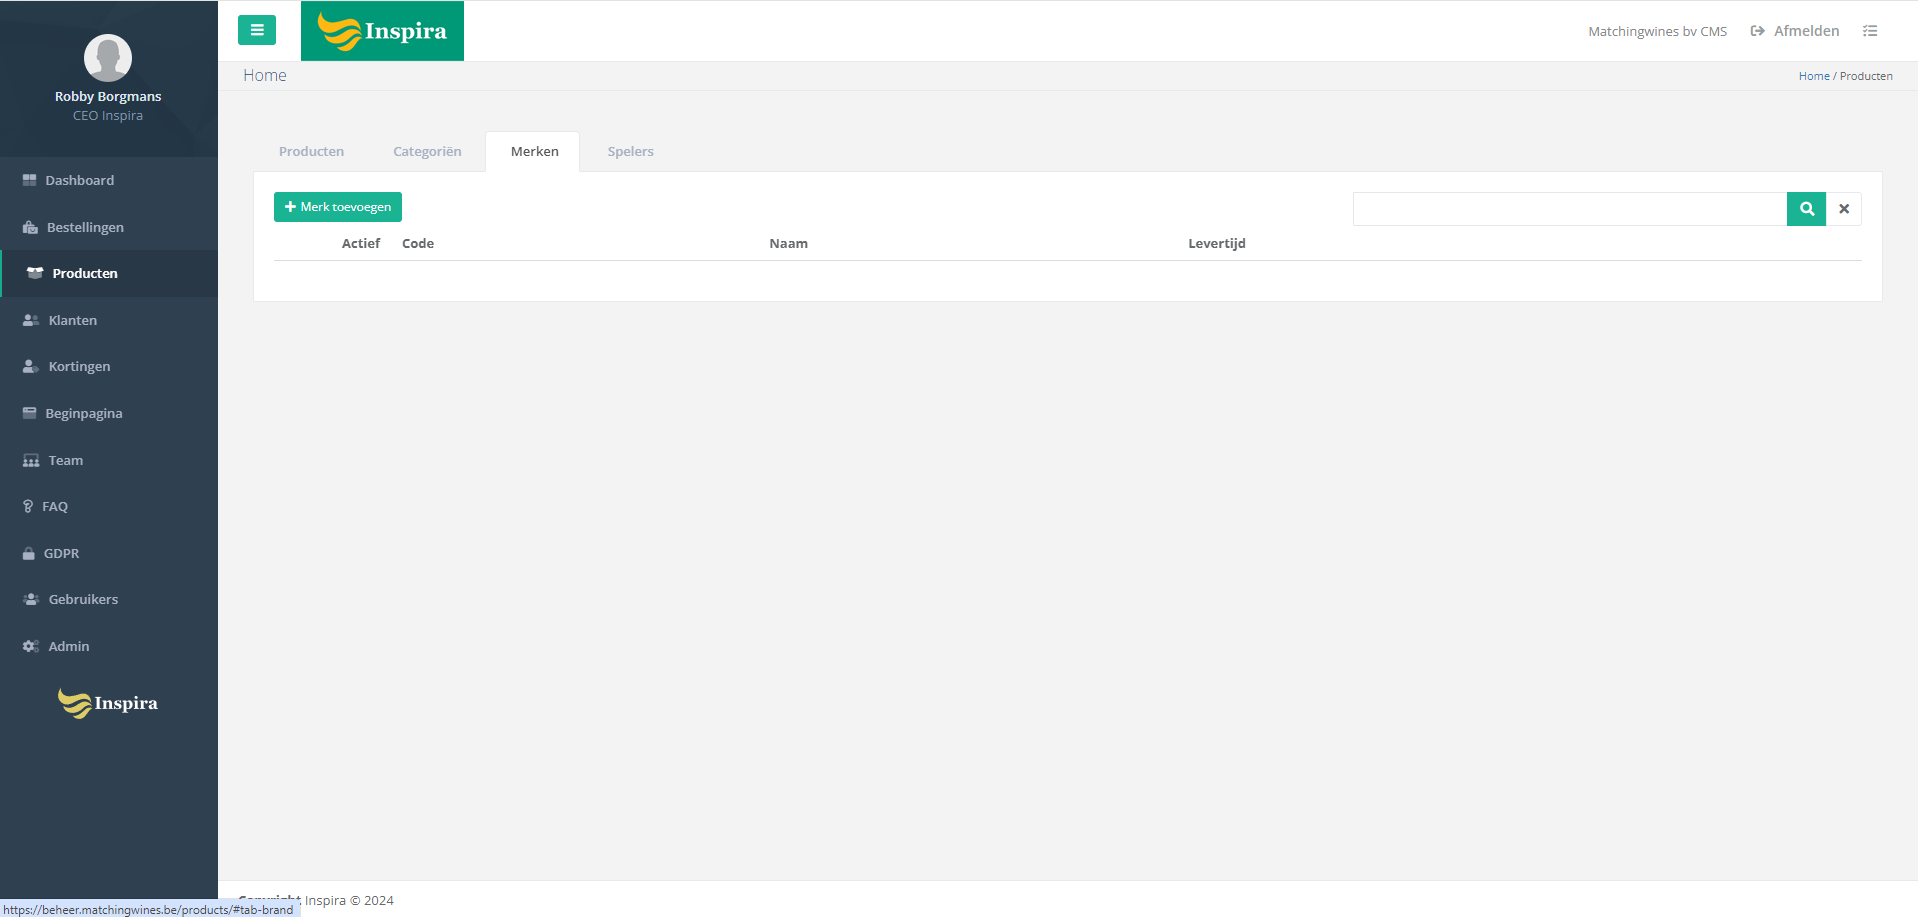 Robby Borgmans
CEO Inspira
Dashboard
Bestellingen
Producten
Klanten
Kortingen
Beginpagina
Team
FAQ
GDPR
Gebruikers
Admin
Inspira
Inspira
Matchingwines bv CMS
Afmelden
Home
Home / Producten
Producten
Categoriën
Merken
Spelers
Merk toevoegen
Actief
Code
Naam
Levertijd
Copyright Inspira © 2024
https://beheer.matchingwines.be/products/#tab-brand